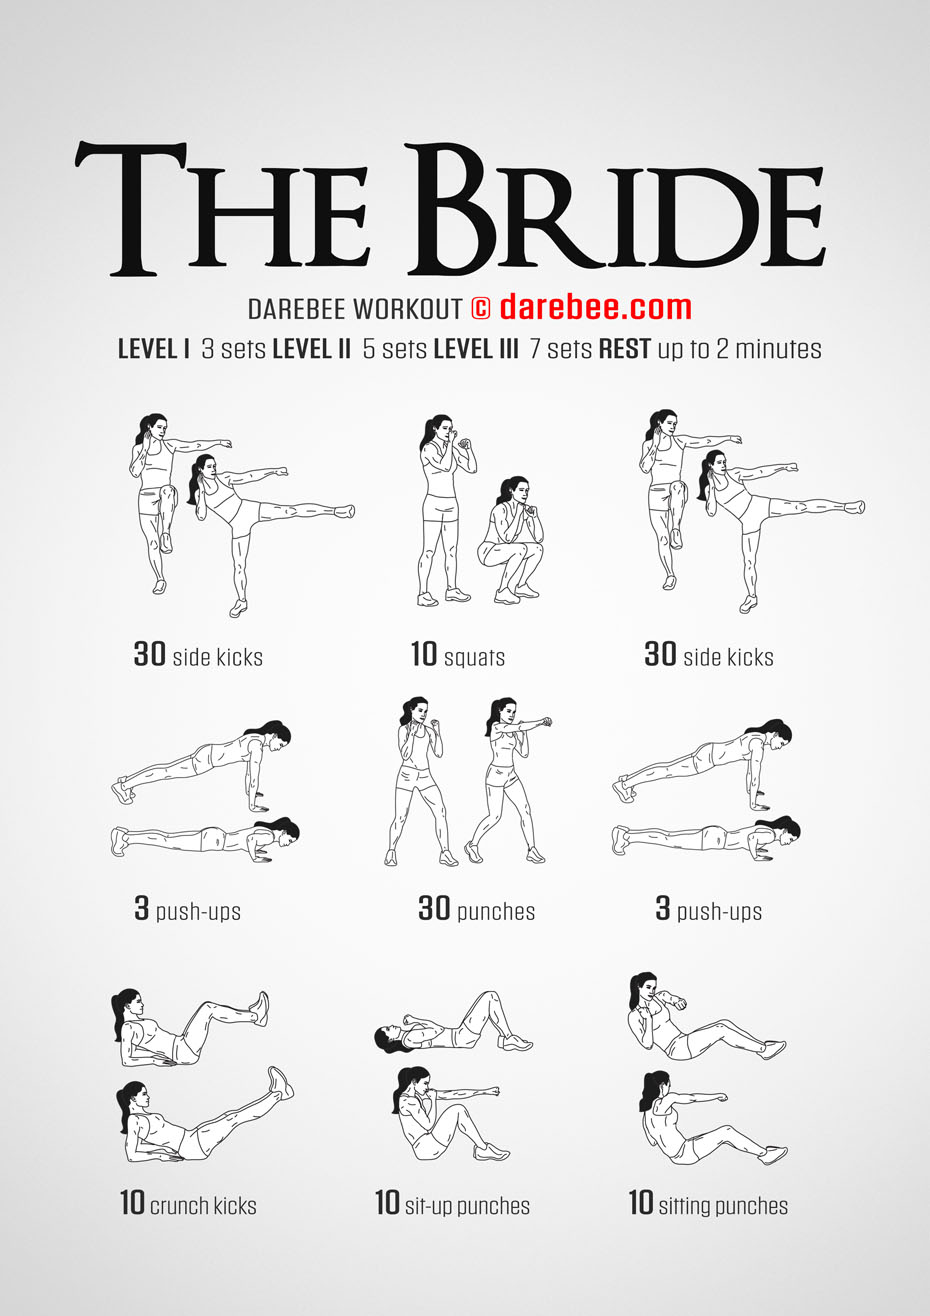 THE BRIDE
DAREBEE WORKOUT © darebee.com
LEVEL I 3 sets LEVEL II 5 sets LEVEL III 7 sets REST up to 2 minutes
30 side kicks
10 squats
30 side kicks
3 push-ups
30 punches
3 push-ups
10 crunch kicks
10 sit-up punches
10 sitting punches